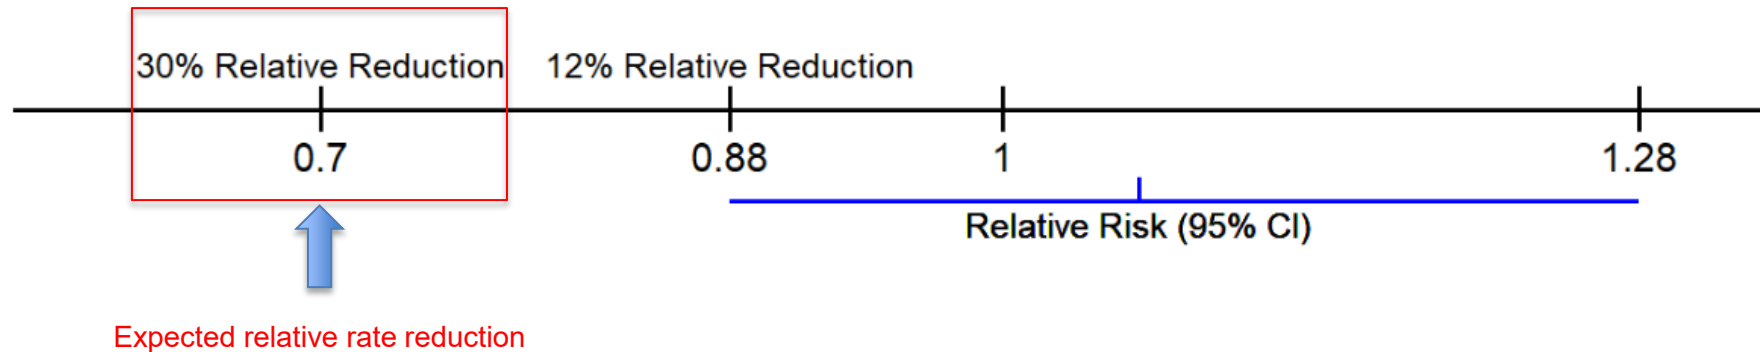 30% Relative Reduction
12% Relative Reduction
0.7
0.88
1
1.28
Relative Risk (95% CI)
Expected relative rate reduction